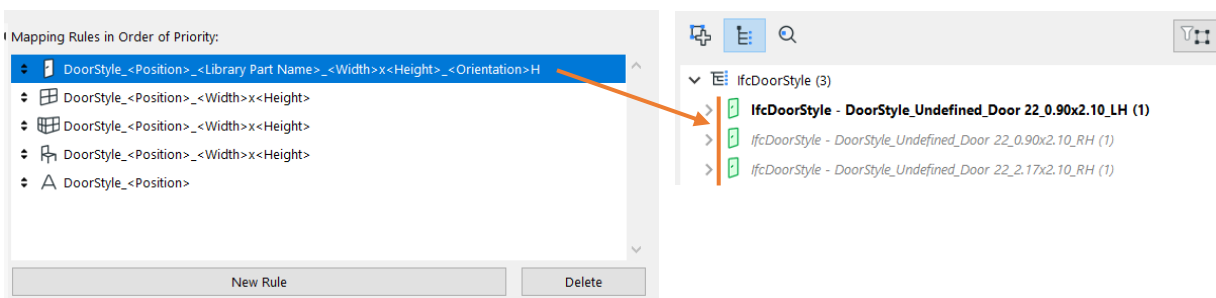 Mapping Rules in Order of Priority:
DoorStyle_<Position>_<Library Part Name>_<Width>x<Height>_<Orientation>H
DoorStyle_<Position>_<Width>x<Height>
DoorStyle_<Position>_<Width>x<Height>
DoorStyle_<Position>_<Width>x<Height>
DoorStyle_<Position>
New Rule
Delete
IfcDoorStyle (3)
IfcDoorStyle - DoorStyle_Undefined_Door 22_0.90x2.10_LH (1)
IfcDoorStyle - DoorStyle_Undefined_Door 22_0.90x2.10_RH (1)
IfcDoorStyle - DoorStyle_Undefined_Door 22_2.17x2.10_RH (1)